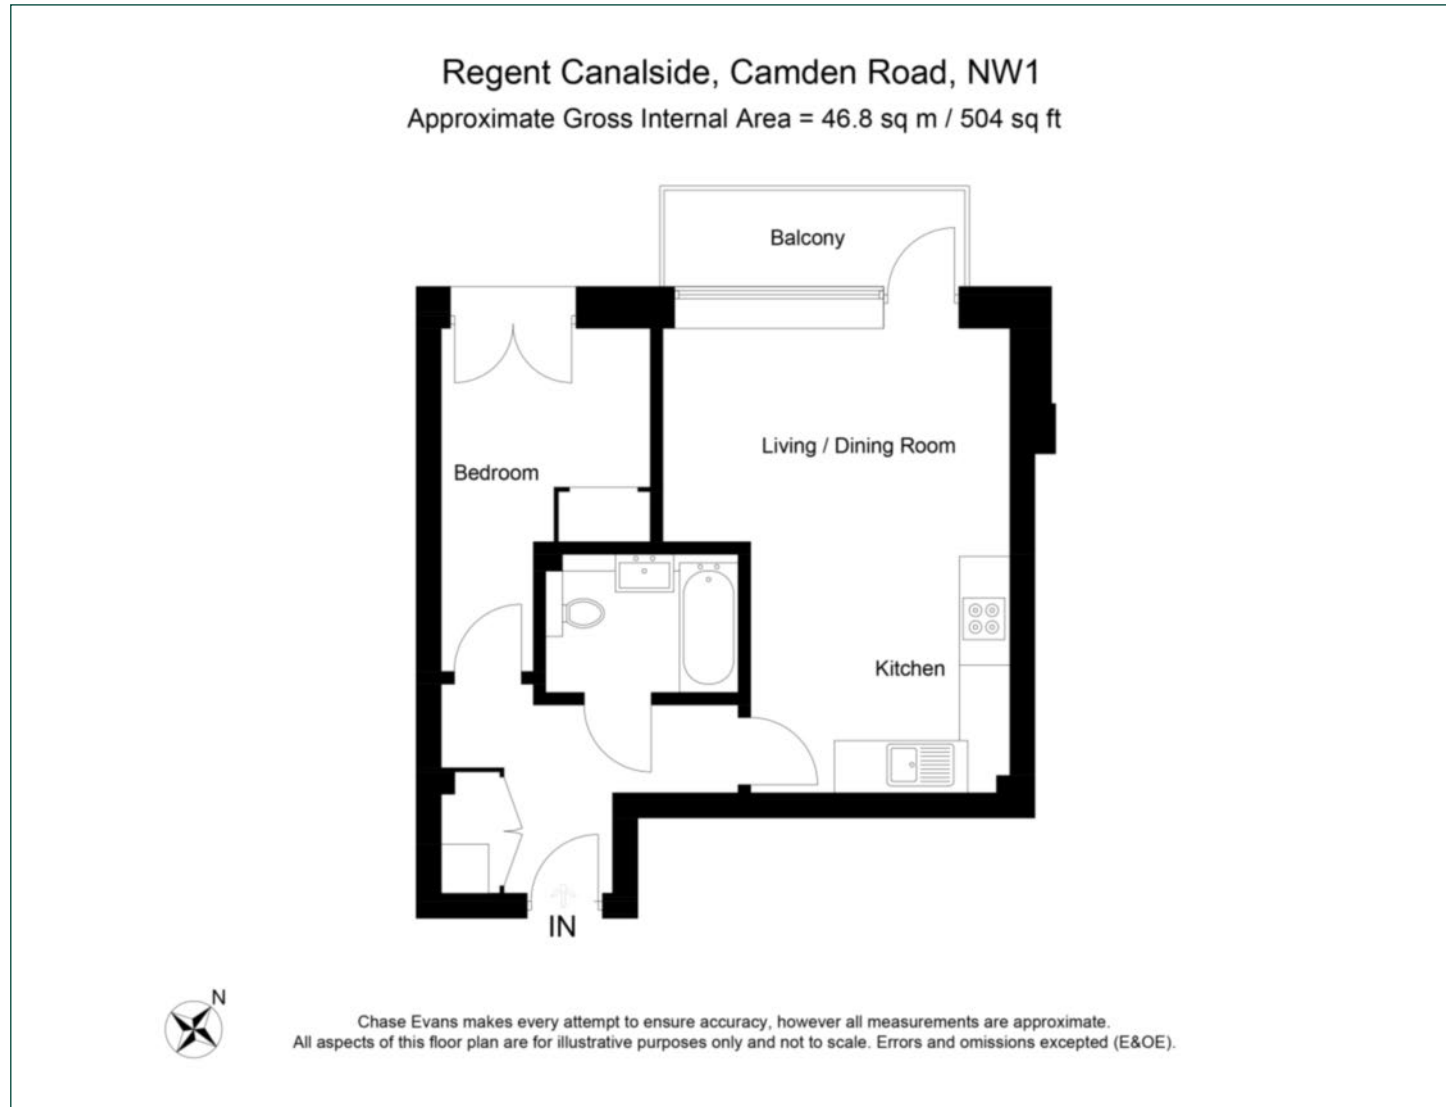 Regent Canalside, Camden Road, NW1
Approximate Gross Internal Area = 46.8 sq m / 504 sq ft
Balcony
Living / Dining Room
Bedroom
Kitchen
IN
N
Chase Evans makes every attempt to ensure accuracy, however all measurements are approximate.
All aspects of this floor plan are for illustrative purposes only and not to scale. Errors and omissions excepted (E&OE).